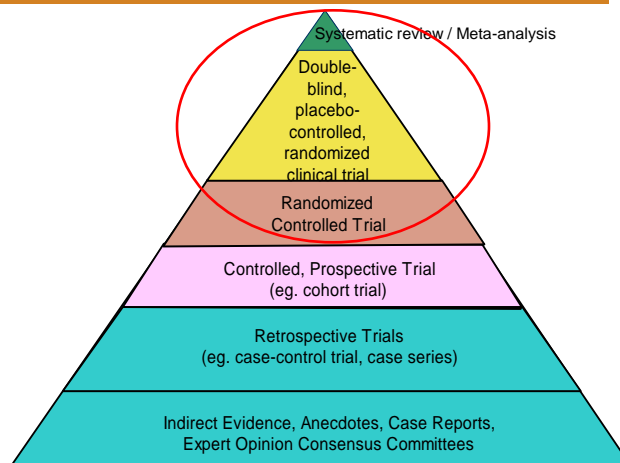 Systematic review / Meta-analysis
Double-
blind,
placebo-
controlled,
randomized
clinical trial
Randomized
Controlled Trial
Controlled, Prospective Trial
(eg. cohort trial)
Retrospective Trials
(eg. case-control trial, case series)
Indirect Evidence, Anecdotes, Case Reports,
Expert Opinion Consensus Committees